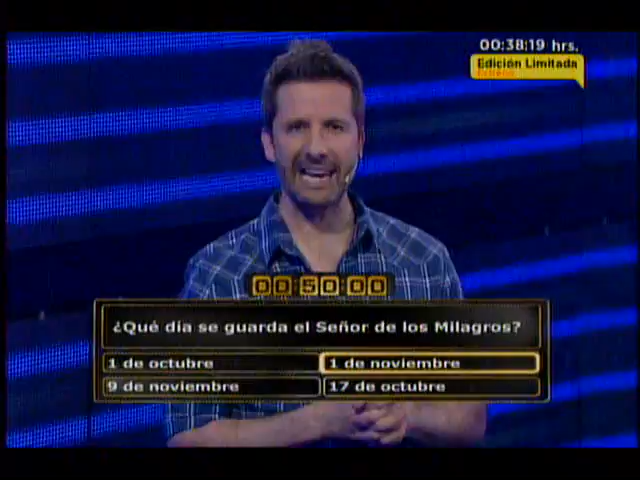 00:38:19 hrs.
Edición Limitada
00:50:00
¿Qué día se guarda el Señor de los Milagros?
1 de octubre
1 de noviembre
9 de noviembre
17 de octubre